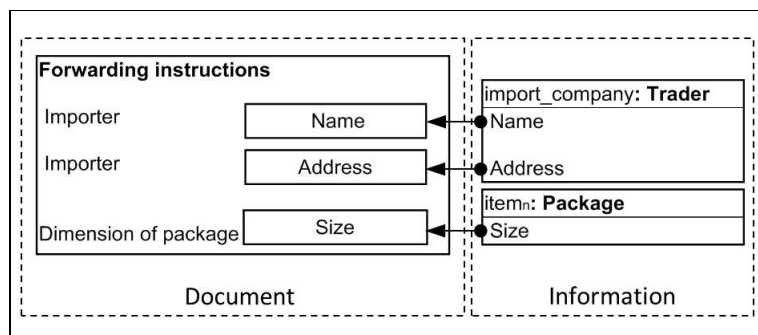 Forwarding instructions
Importer
Name
Importer
Address
Dimension of package
Size
Document
import_company: Trader
Name
Address
itemn: Package
Size
Information